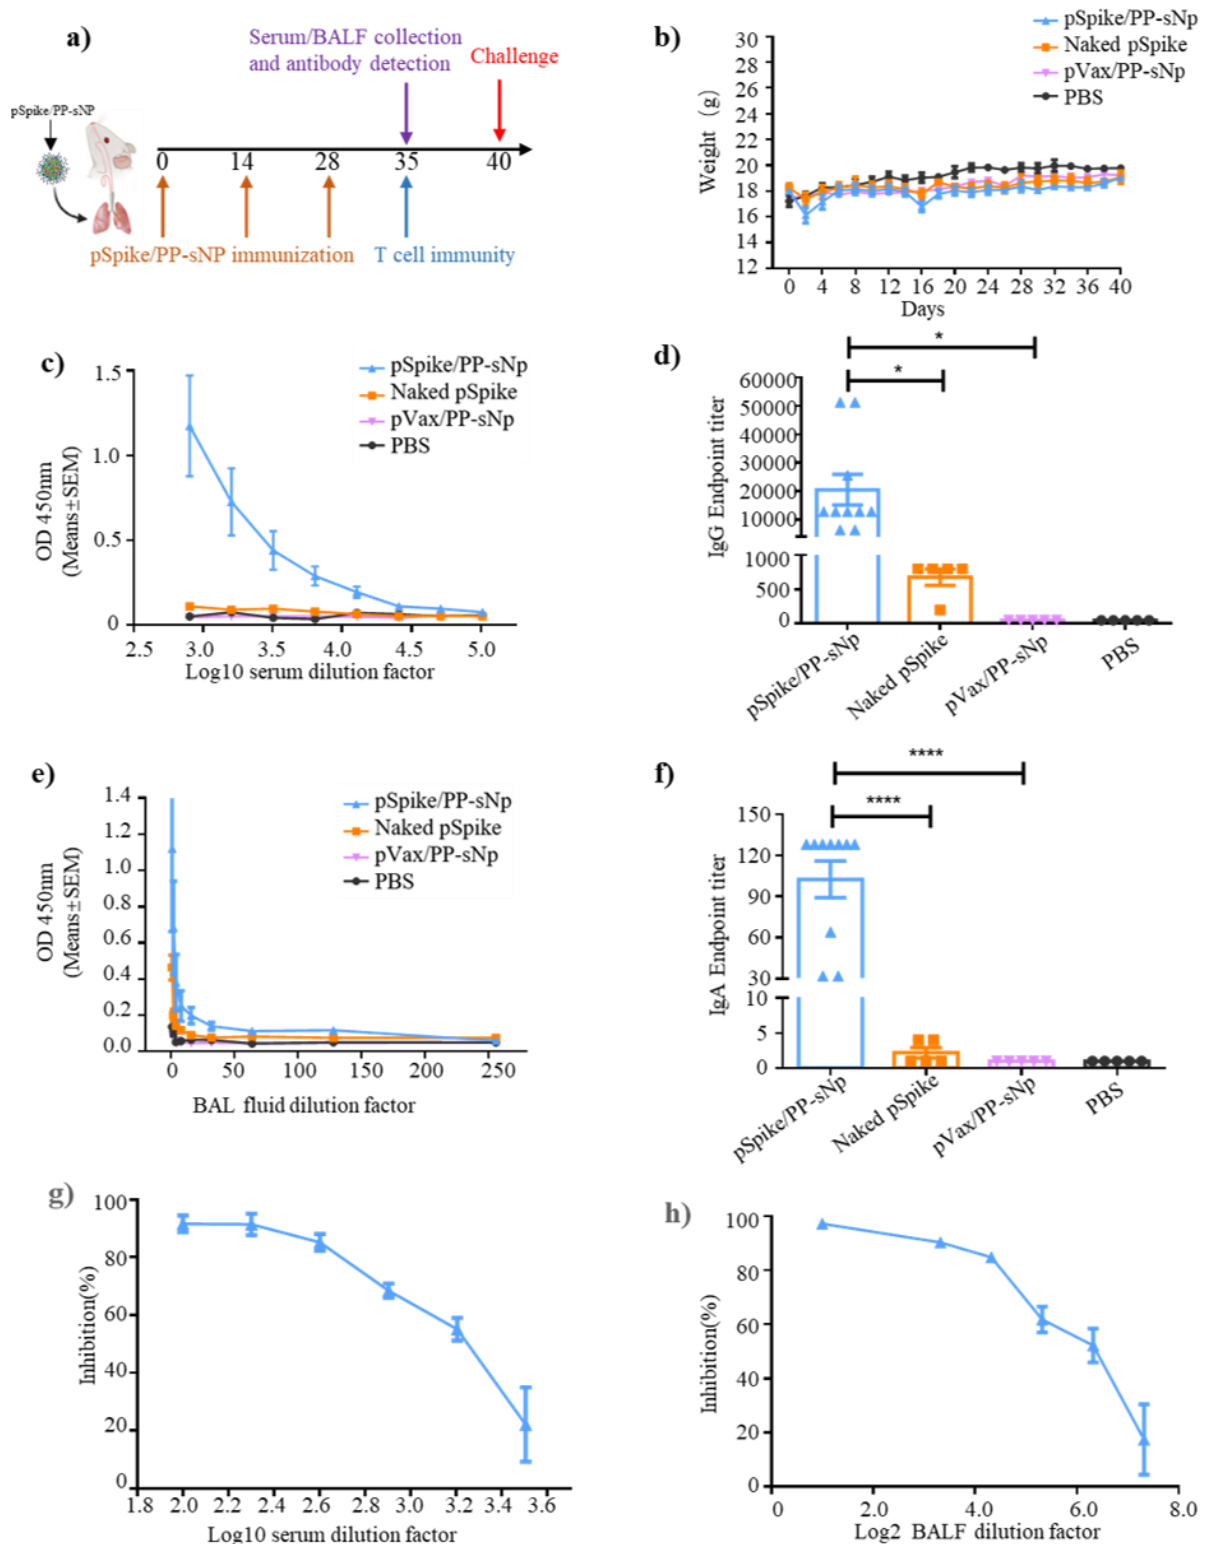 a)
Serum/BALF collection
and antibody detection
Challenge
pSpike/PP-sNP
0 14 28 35 40
pSpike/PP-sNP immunization
T cell immunity
b)
pSpike/PP-sNp
Naked pSpike
pVax/PP-sNp
PBS
Weight (g)
30
28
26
24
22
20
18
16
14
12
0 4 8 12 16 20 24 28 32 36 40
Days
c)
pSpike/PP-sNp
Naked pSpike
pVax/PP-sNp
PBS
OD 450nm
(Means±SEM)
1.5
1.0
0.5
0
2.5 3.0 3.5 4.0 4.5 5.0
Log10 serum dilution factor
d)
*
*
IgG Endpoint titer
60000
50000
40000
30000
20000
10000
1000
500
0
pSpike/PP-sNp
Naked pSpike
pVax/PP-sNp
PBS
e)
pSpike/PP-sNp
Naked pSpike
pVax/PP-sNp
PBS
OD 450nm
(Means±SEM)
1.4
1.2
0.8
0.6
0.4
0.2
0.0
0 50 100 150 200 250
BAL fluid dilution factor
f)
****
****
IgA Endpoint titer
150
120
90
60
30
10
5
0
pSpike/PP-sNp
Naked pSpike
pVax/PP-sNp
PBS
g)
Inhibition(%)
100
80
60
40
20
0
1.8 2.0 2.2 2.4 2.6 2.8 3.0 3.2 3.4 3.6
Log10 serum dilution factor
h)
Inhibition(%)
100
80
60
40
20
0
0 2.0 4.0 6.0 8.0
Log2 BALF dilution factor